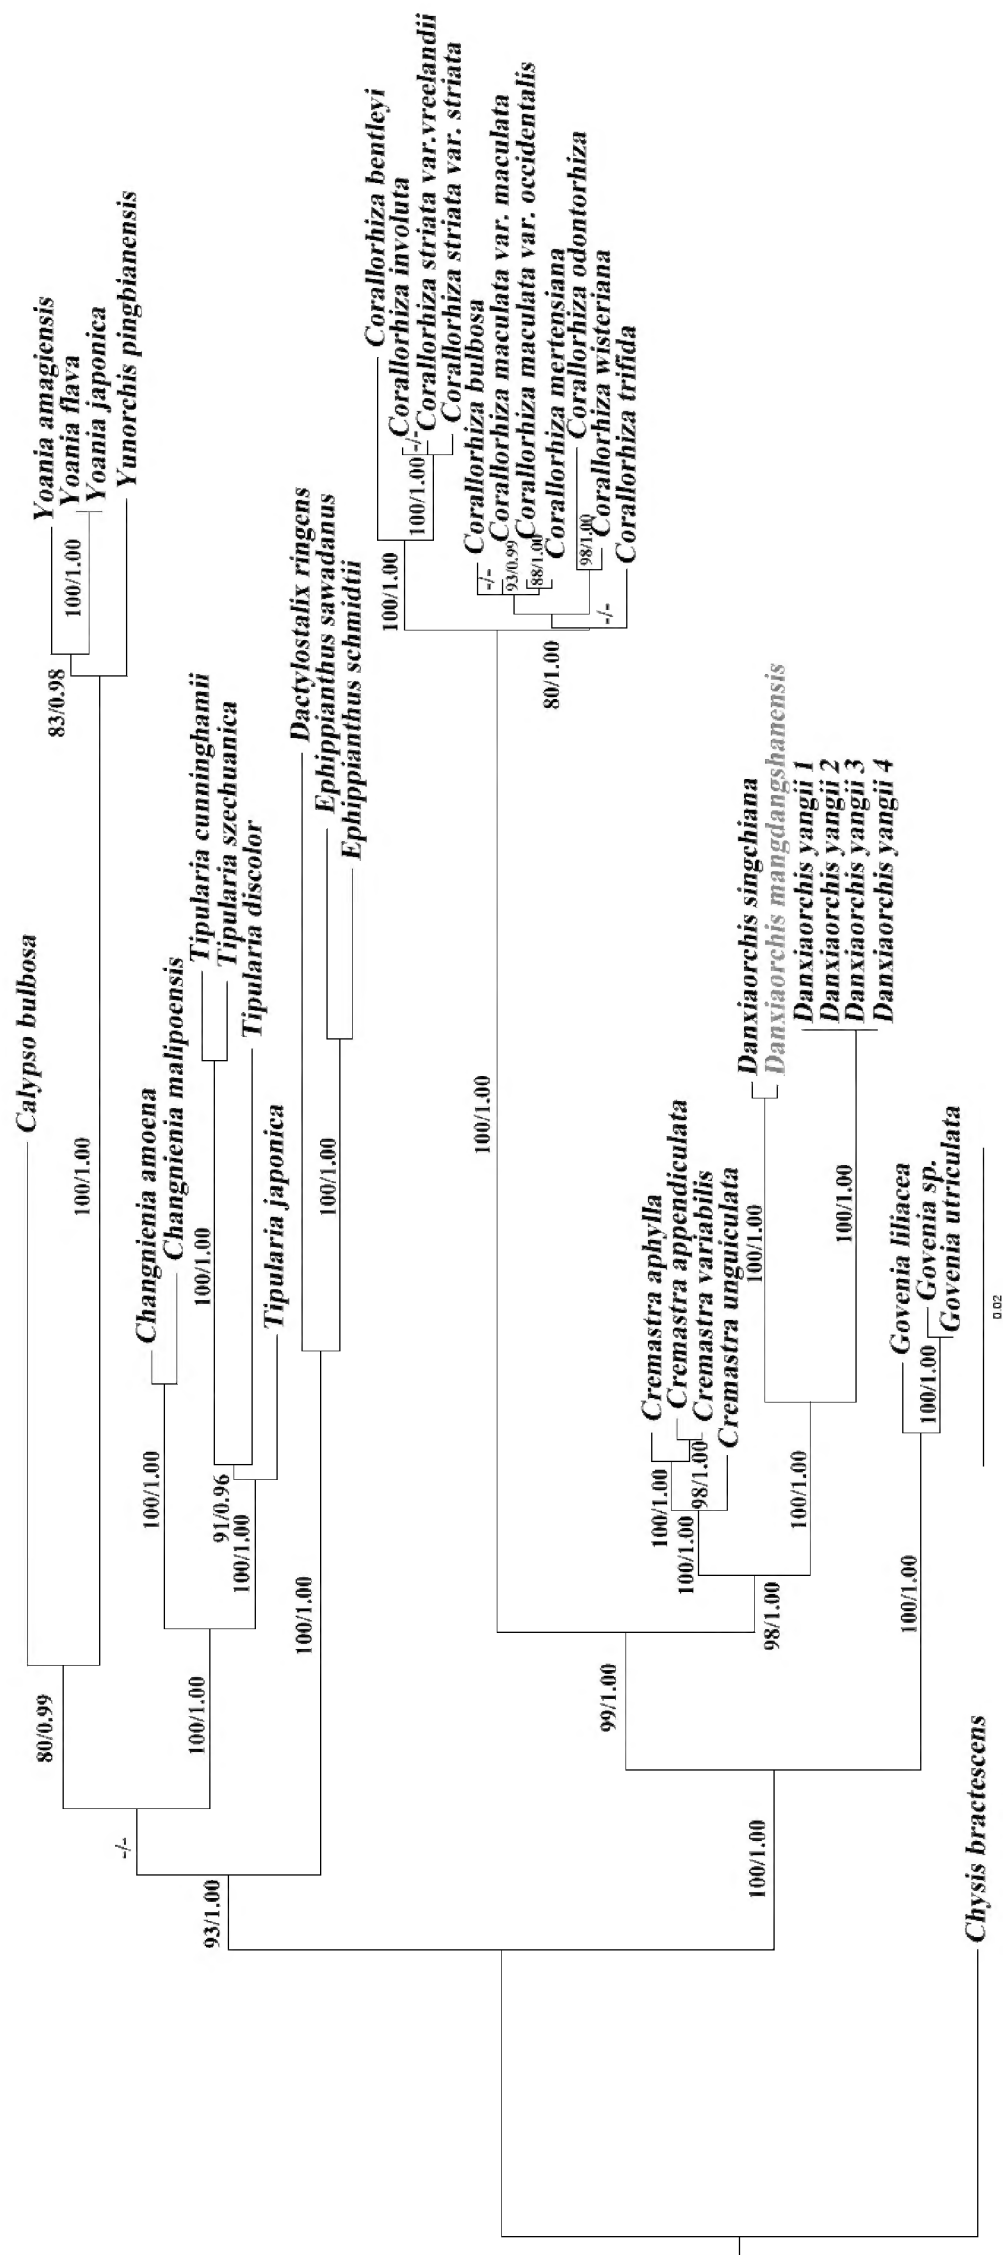 Calypso bulbosa
Yoania amagiensis
Yoania flava
Yoania japonica
Yunorchis pingbianensis
100/1.00
83/0.98
100/1.00
80/0.99
Changnienia amoena
Changnienia malipoensis
100/1.00
Tipularia cunninghamii
Tipularia szechuanica
Tipularia discolor
Tipularia japonica
100/1.00
91/0.96
100/1.00
100/1.00
-/-
Dactylostalix ringens
Ephippianthus sawadanus
Ephippianthus schmidtii
100/1.00
100/1.00
93/1.00
Corallorhiza bentleyi
Corallorhiza involuta
Corallorhiza striata var.vreelandii
Corallorhiza striata var. striata
100/1.00
-/-
100/1.00
Corallorhiza bulbosa
Corallorhiza maculata var. maculata
Corallorhiza maculata var. occidentalis
Corallorhiza mertensiana
Corallorhiza odontorhiza
Corallorhiza wisteriana
Corallorhiza trifida
-/-
93/0.99
88/1.00
98/1.00
-/-
80/1.00
100/1.00
Cremastra aphylla
Cremastra appendiculata
Cremastra variabilis
Cremastra unguiculata
100/1.00
98/1.00
100/1.00
Danxiaorchis singchiana
Danxiaorchis mangdangshanensis
Danxiaorchis yangii 1
Danxiaorchis yangii 2
Danxiaorchis yangii 3
Danxiaorchis yangii 4
100/1.00
100/1.00
100/1.00
98/1.00
99/1.00
Govenia liliacea
Govenia sp.
Govenia utriculata
100/1.00
100/1.00
100/1.00
Chysis bractescens
0.02